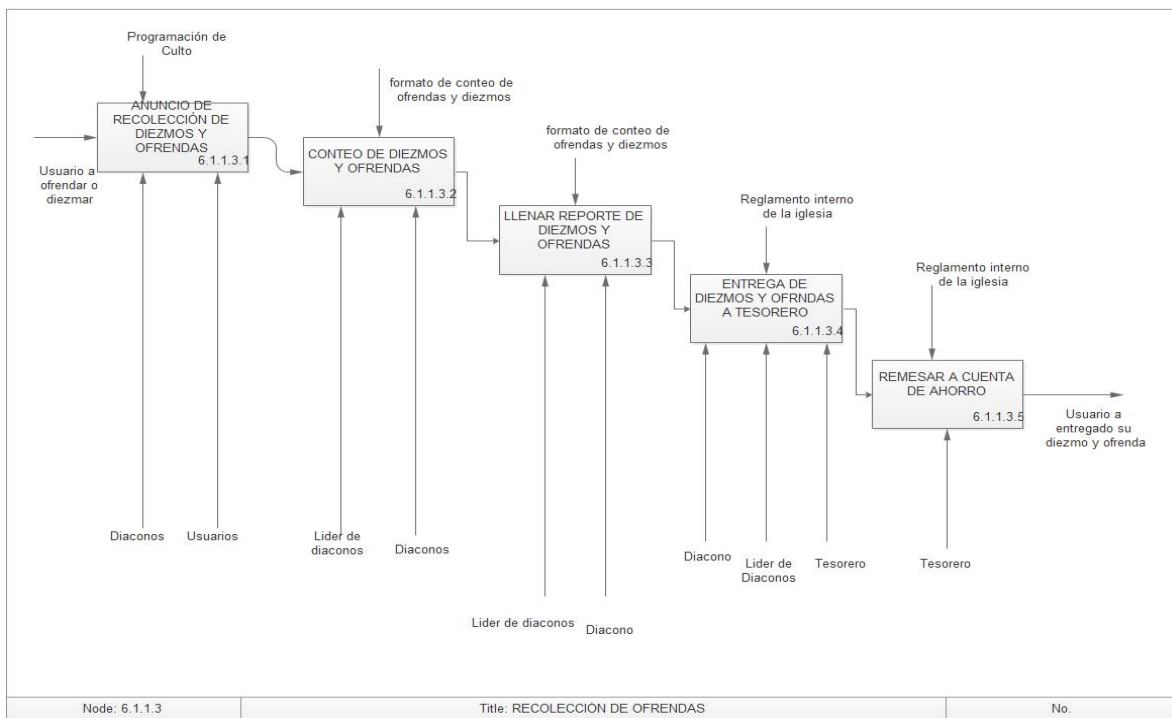 Programación de
Culto
ANUNCIO DE
RECOLECCIÓN DE
DIEZMOS Y
OFRENDAS
6.1.1.3.1
Usuario a
ofrendar o
diezmar
formato de conteo de
ofrendas y diezmos
CONTEO DE DIEZMOS
Y OFRENDAS
6.1.1.3.2
formato de conteo de
ofrendas y diezmos
LLENAR REPORTE DE
DIEZMOS Y
OFRENDAS
6.1.1.3.3
Reglamento interno
de la iglesia
ENTREGA DE
DIEZMOS Y OFRNDAS
A TESORERO
6.1.1.3.4
Reglamento interno
de la iglesia
REMESAR A CUENTA
DE AHORRO
6.1.1.3.5
Usuario a
entregado su
diezmo y ofrenda
Diaconos
Usuarios
Lider de
diaconos
Diaconos
Lider de diaconos
Diacono
Diacono
Lider de
Diaconos
Tesorero
Tesorero
Node: 6.1.1.3
Title: RECOLECCIÓN DE OFRENDAS
No.